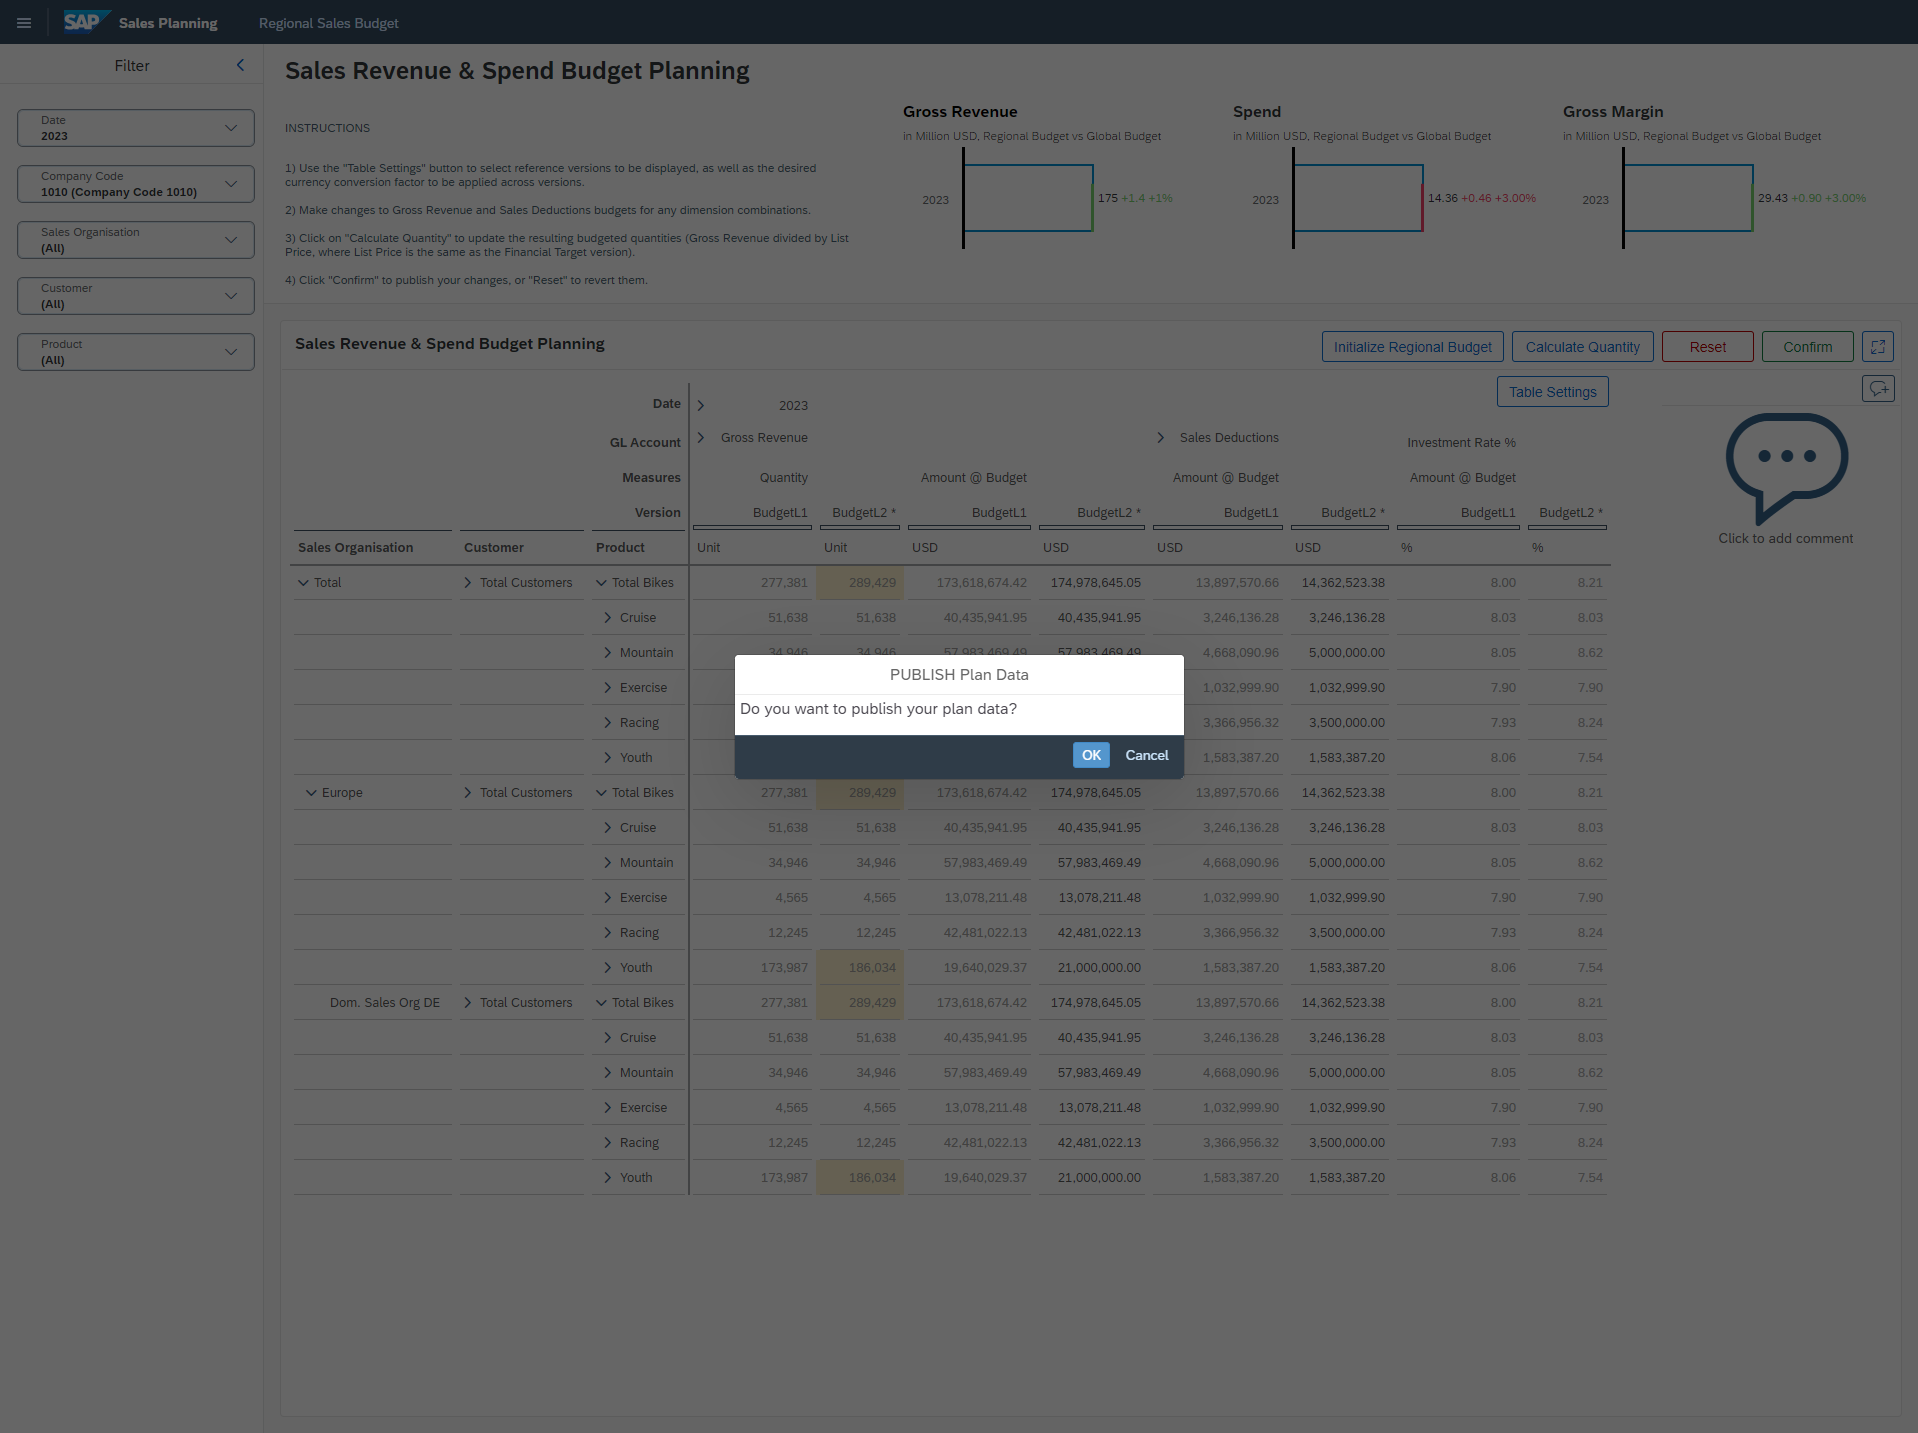 SAP Sales Planning Regional Sales Budget
Filter
Date
2023
Company Code
1010 (Company Code 1010)
Sales Organisation
(All)
Customer
(All)
Product
(All)
Sales Revenue & Spend Budget Planning
INSTRUCTIONS
1) Use the "Table Settings" button to select reference versions to be displayed, as well as the desired
currency conversion factor to be applied across versions.
2) Make changes to Gross Revenue and Sales Deductions budgets for any dimension combinations.
3) Click on "Calculate Quantity" to update the resulting budgeted quantities (Gross Revenue divided by List
Price, where List Price is the same as the Financial Target version).
4) Click "Confirm" to publish your changes, or "Reset" to revert them.
Gross Revenue
in Million USD, Regional Budget vs Global Budget
2023 175 +1.4 +1%
Spend
in Million USD, Regional Budget vs Global Budget
2023 14.36 +0.46 +3.00%
Gross Margin
in Million USD, Regional Budget vs Global Budget
2023 29.43 +0.90 +3.00%
Sales Revenue & Spend Budget Planning
Initialize Regional Budget Calculate Quantity Reset Confirm
Table Settings
Date 2023
GL Account Gross Revenue Sales Deductions Investment Rate %
Measures Quantity Amount @ Budget Amount @ Budget Amount @ Budget
Version BudgetL1 BudgetL2 * BudgetL1 BudgetL2 * BudgetL1 BudgetL2 * BudgetL1 BudgetL2 *
Sales Organisation Customer Product Unit Unit USD USD USD USD % %
Total Total Customers Total Bikes 277,381 289,429 173,618,674.42 174,978,645.05 13,897,570.66 14,362,523.38 8.00 8.21
Cruise 51,638 51,638 40,435,941.95 40,435,941.95 3,246,136.28 3,246,136.28 8.03 8.03
Mountain 34,946 34,946 57,983,469.49 57,983,469.49 4,668,090.96 5,000,000.00 8.05 8.62
Exercise 1,032,999.90 1,032,999.90 7.90 7.90
Racing 3,366,956.32 3,500,000.00 7.93 8.24
Youth 1,583,387.20 1,583,387.20 8.06 7.54
Europe Total Customers Total Bikes 277,381 289,429 173,618,674.42 174,978,645.05 13,897,570.66 14,362,523.38 8.00 8.21
Cruise 51,638 51,638 40,435,941.95 40,435,941.95 3,246,136.28 3,246,136.28 8.03 8.03
Mountain 34,946 34,946 57,983,469.49 57,983,469.49 4,668,090.96 5,000,000.00 8.05 8.62
Exercise 4,565 4,565 13,078,211.48 13,078,211.48 1,032,999.90 1,032,999.90 7.90 7.90
Racing 12,245 12,245 42,481,022.13 42,481,022.13 3,366,956.32 3,500,000.00 7.93 8.24
Youth 173,987 186,034 19,640,029.37 21,000,000.00 1,583,387.20 1,583,387.20 8.06 7.54
Dom. Sales Org DE Total Customers Total Bikes 277,381 289,429 173,618,674.42 174,978,645.05 13,897,570.66 14,362,523.38 8.00 8.21
Cruise 51,638 51,638 40,435,941.95 40,435,941.95 3,246,136.28 3,246,136.28 8.03 8.03
Mountain 34,946 34,946 57,983,469.49 57,983,469.49 4,668,090.96 5,000,000.00 8.05 8.62
Exercise 4,565 4,565 13,078,211.48 13,078,211.48 1,032,999.90 1,032,999.90 7.90 7.90
Racing 12,245 12,245 42,481,022.13 42,481,022.13 3,366,956.32 3,500,000.00 7.93 8.24
Youth 173,987 186,034 19,640,029.37 21,000,000.00 1,583,387.20 1,583,387.20 8.06 7.54
Click to add comment
PUBLISH Plan Data
Do you want to publish your plan data?
OK Cancel